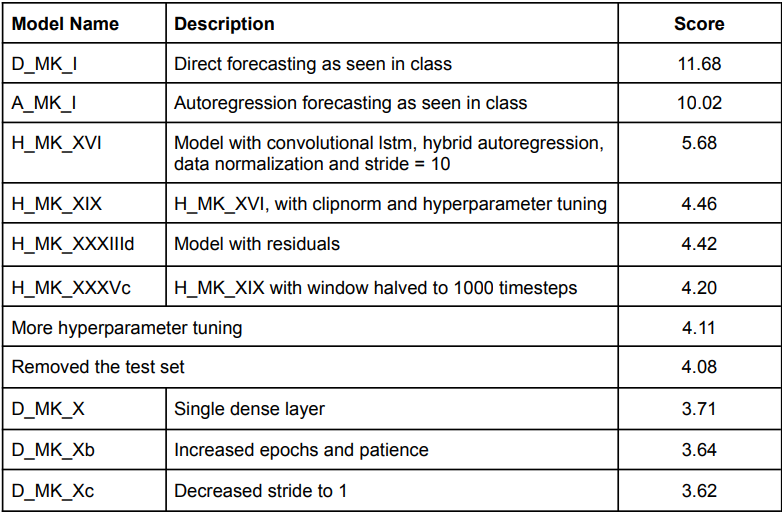 Model Name Description Score
D_MK_I Direct forecasting as seen in class 11.68
A_MK_I Autoregression forecasting as seen in class 10.02
H_MK_XVI Model with convolutional lstm, hybrid autoregression, 5.68
data normalization and stride = 10
H_MK_XIX H_MK_XVI, with clipnorm and hyperparameter tuning 4.46
H_MK_XXXIIId Model with residuals 4.42
H_MK_XXXVc H_MK_XIX with window halved to 1000 timesteps 4.20
More hyperparameter tuning 4.11
Removed the test set 4.08
D_MK_X Single dense layer 3.71
D_MK_Xb Increased epochs and patience 3.64
D_MK_Xc Decreased stride to 1 3.62